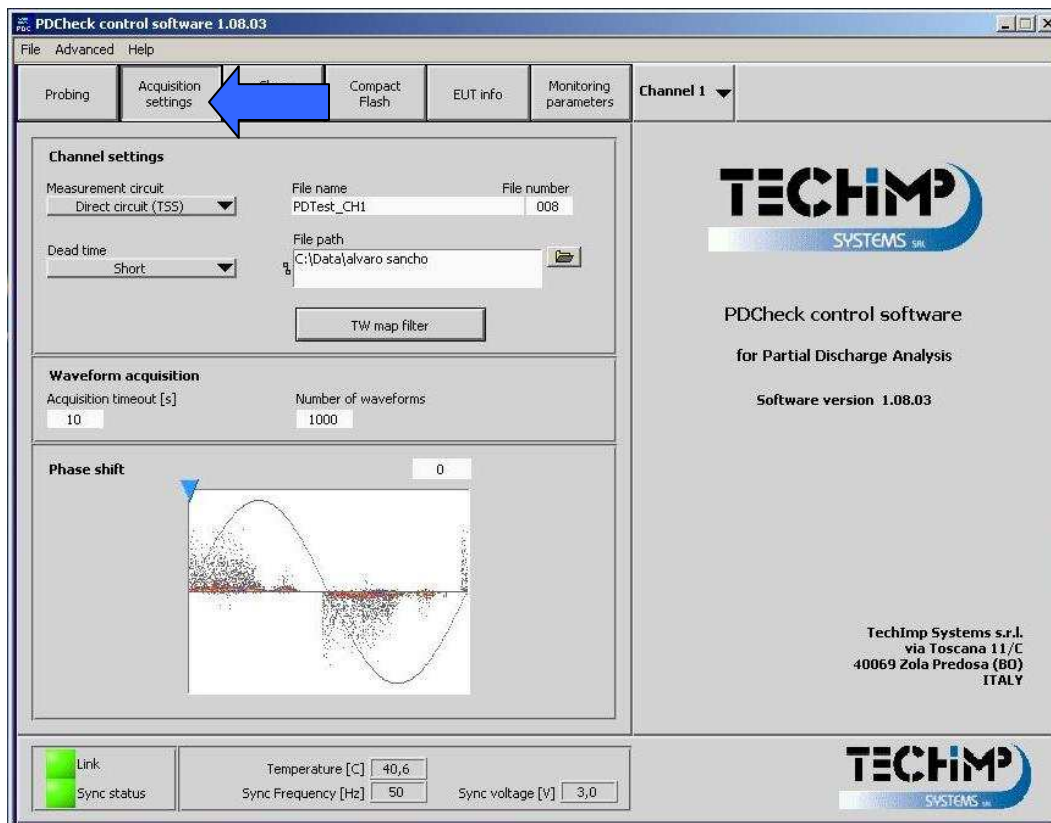 PDCheck control software 1.08.03
File Advanced Help
Probing
Acquisition settings
Compact Flash
EUT info
Monitoring parameters
Channel 1
Channel settings
Measurement circuit
Direct circuit (TSS)
File name
PDTest_CH1
File number
008
Dead time
Short
File path
C:\Data\alvaro sancho
TW map filter
Waveform acquisition
Acquisition timeout [s]
10
Number of waveforms
1000
Phase shift
0
TECHIMP
SYSTEMS SRL
PDCheck control software
for Partial Discharge Analysis
Software version 1.08.03
TechImp Systems s.r.l.
via Toscana 11/C
40069 Zola Predosa (BO)
ITALY
Link
Sync status
Temperature [C] 40,6
Sync Frequency [Hz] 50
Sync voltage [V] 3,0
TECHIMP
SYSTEMS SRL